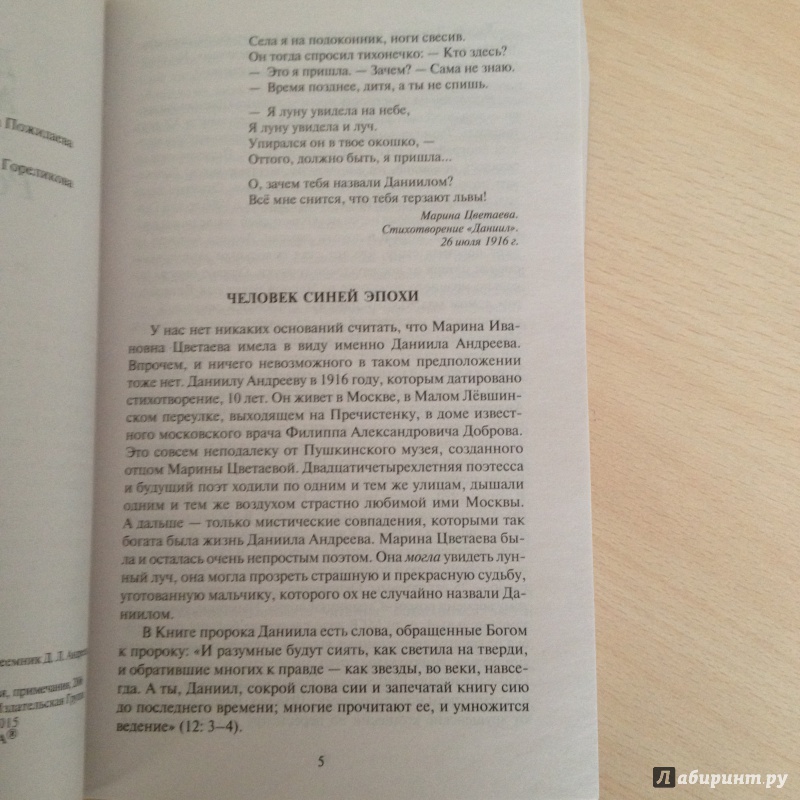 Села я на подоконник, ноги свесив.
Он тогда спросил тихонечко: — Кто здесь?
— Это я пришла. — Зачем? — Сама не знаю.
— Время позднее, дитя, а ты не спишь.
— Я луну увидела на небе,
Я луну увидела и луч.
Упирался он в твое окошко, —
Оттого, должно быть, я пришла...
О, зачем тебя назвали Даниилом?
Всё мне снится, что тебя терзают львы!
Марина Цветаева.
Стихотворение «Даниил».
26 июля 1916 г.
ЧЕЛОВЕК СИНЕЙ ЭПОХИ
У нас нет никаких оснований считать, что Марина Ива-
новна Цветаева имела в виду именно Даниила Андреева.
Впрочем, и ничего невозможного в таком предположении
тоже нет. Даниилу Андрееву в 1916 году, которым датировано
стихотворение, 10 лет. Он живет в Москве, в Малом Лёвшин-
ском переулке, выходящем на Пречистенку, в доме извест-
ного московского врача Филиппа Александровича Доброва.
Это совсем неподалеку от Пушкинского музея, созданного
отцом Марины Цветаевой. Двадцатичетырехлетняя поэтесса
и будущий поэт ходили по одним и тем же улицам, дышали
одним и тем же воздухом страстно любимой ими Москвы.
А дальше — только мистические совпадения, которыми так
богата была жизнь Даниила Андреева. Марина Цветаева бы-
ла и осталась очень непростым поэтом. Она могла увидеть лун-
ный луч, она могла прозреть страшную и прекрасную судьбу,
уготованную мальчику, которого ох не случайно назвали Да-
ниилом.
В Книге пророка Даниила есть слова, обращенные Богом
к пророку: «И разумные будут сиять, как светила на тверди,
и обратившие многих к правде — как звезды, во веки, навсе-
гда. А ты, Даниил, сокрой слова сии и запечатай книгу сию
до последнего времени; многие прочитают ее, и умножится
ведение» (12: 3–4).
5
Пожидаева
Гореликова
еемник Д. Л. Андре
я, примечания, 200
Издательская Групп
2015
А®
Лабиринт.ру